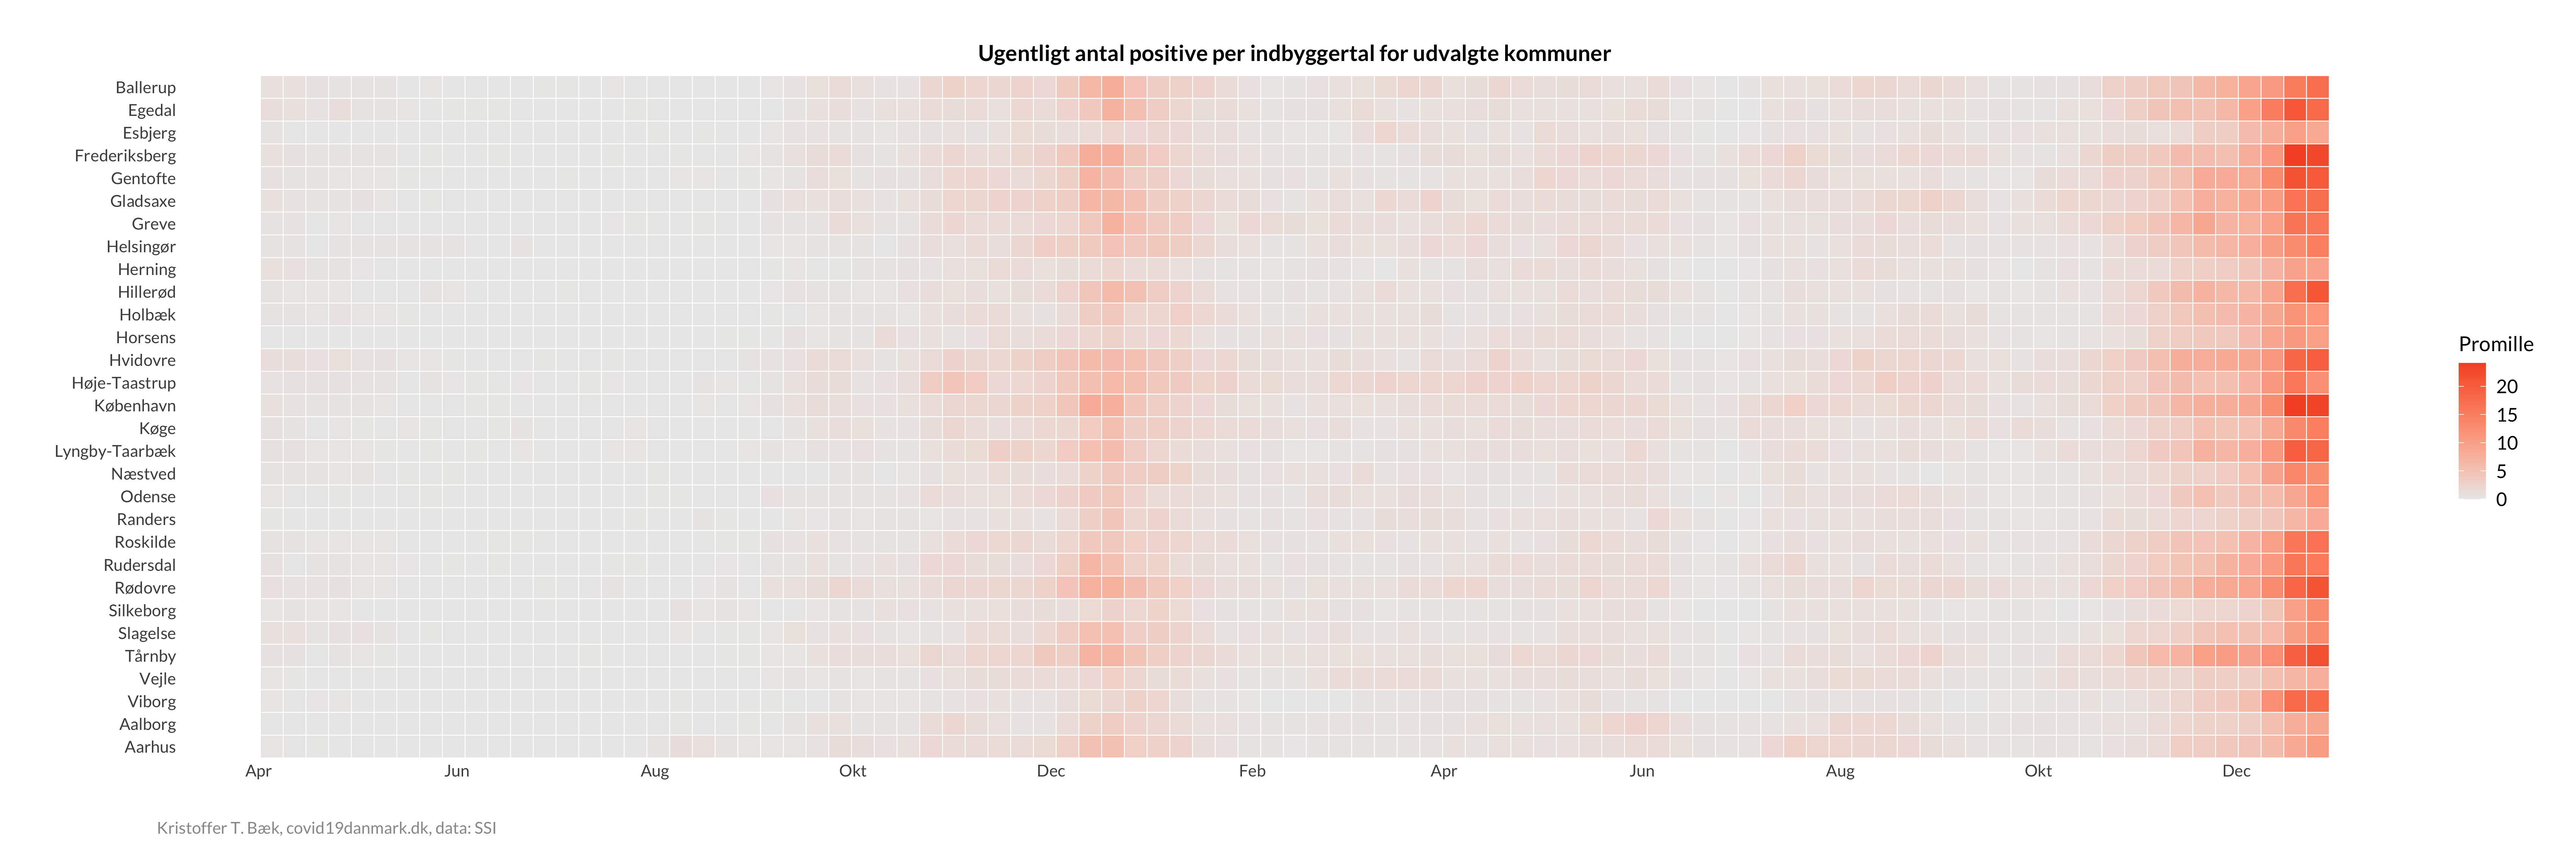 Ugentligt antal positive per indbyggertal for udvalgte kommuner
Ballerup
Egedal
Esbjerg
Frederiksberg
Gentofte
Gladsaxe
Greve
Helsingør
Herning
Hillerød
Holbæk
Horsens
Hvidovre
Høje-Taastrup
København
Køge
Lyngby-Taarbæk
Næstved
Odense
Randers
Roskilde
Rudersdal
Rødovre
Silkeborg
Slagelse
Tårnby
Vejle
Viborg
Aalborg
Aarhus
Apr Jun Aug Okt Dec Feb Apr Jun Aug Okt Dec
Promille
20
15
10
5
0
Kristoffer T. Bæk, covid19danmark.dk, data: SSI